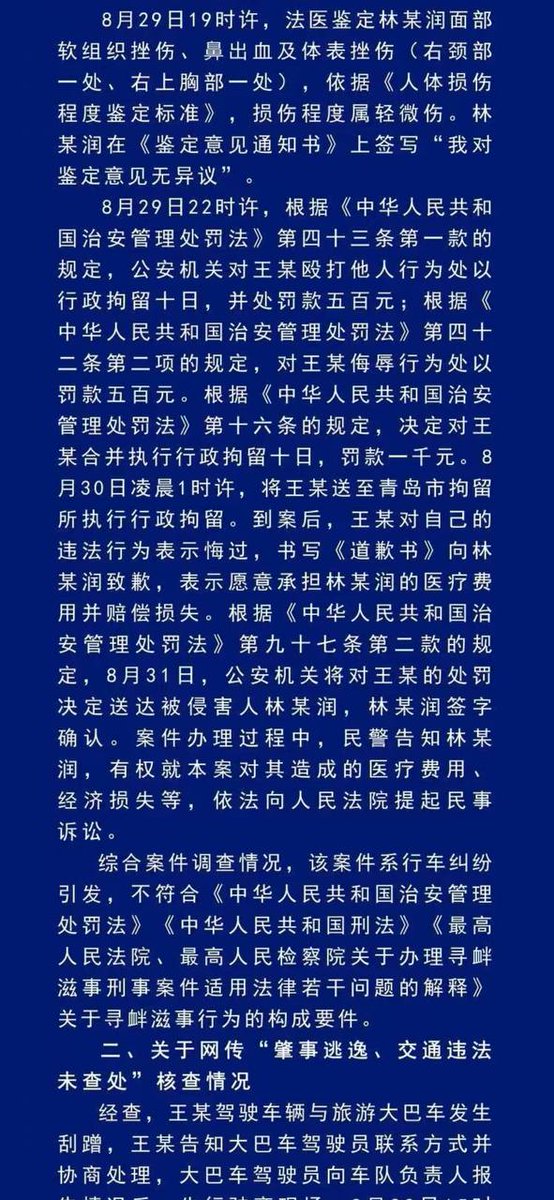 8月29日19时许，法医鉴定林某润面部
软组织挫伤、鼻出血及体表挫伤（右颈部
一处、右上胸部一处），依据《人体损伤
程度鉴定标准》，损伤程度属轻微伤。林
某润在《鉴定意见通知书》上签写“我对
鉴定意见无异议”。
8月29日22时许，根据《中华人民共和
国治安管理处罚法》第四十三条第一款的
规定，公安机关对王某殴打他人行为处以
行政拘留十日，并处罚款五百元；根据《
中华人民共和国治安管理处罚法》第四十
二条第二项的规定，对王某侮辱行为处以
罚款五百元。根据《中华人民共和国治安
管理处罚法》第十六条的规定，决定对王
某合并执行行政拘留十日，罚款一千元。8
月30日凌晨1时许，将王某送至青岛市拘留
所执行行政拘留。到案后，王某对自己的
违法行为表示悔过，书写《道歉书》向林
某润致歉，表示愿意承担林某润的医疗费
用并赔偿损失。根据《中华人民共和国治
安管理处罚法》第九十七条第二款的规
定，8月31日，公安机关将对王某的处罚
决定送达被侵害人林某润，林某润签字
确认。案件办理过程中，民警告知林某
润，有权就本案对其造成的医疗费用、
经济损失等，依法向人民法院提起民事
诉讼。
综合案件调查情况，该案件系行车纠纷
引发，不符合《中华人民共和国治安管理
处罚法》《中华人民共和国刑法》《最高
人民法院、最高人民检察院关于办理寻衅
滋事刑事案件适用法律若干问题的解释》
关于寻衅滋事行为的构成要件。
二、关于网传“肇事逃逸、交通违法
未查处”核查情况
经查，王某驾驶车辆与旅游大巴车发生
刮蹭，王某告知大巴车驾驶员联系方式并
协商处理，大巴车驾驶员向车队负责人报